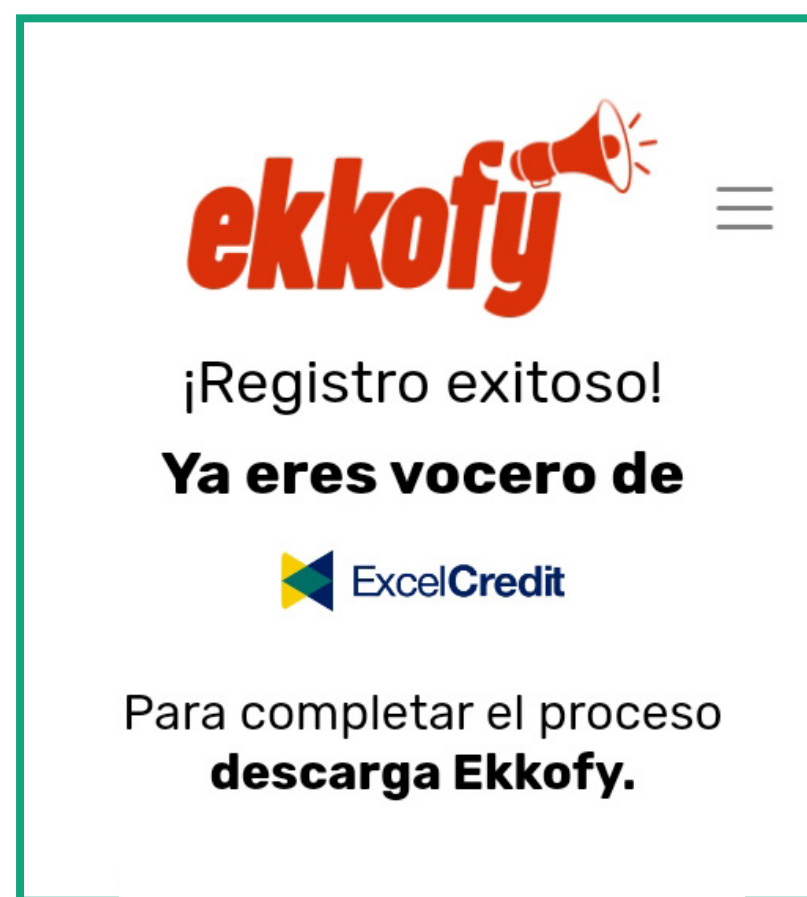 ekkofy
¡Registro exitoso!
Ya eres vocero de
ExcelCredit
Para completar el proceso
descarga Ekkofy.